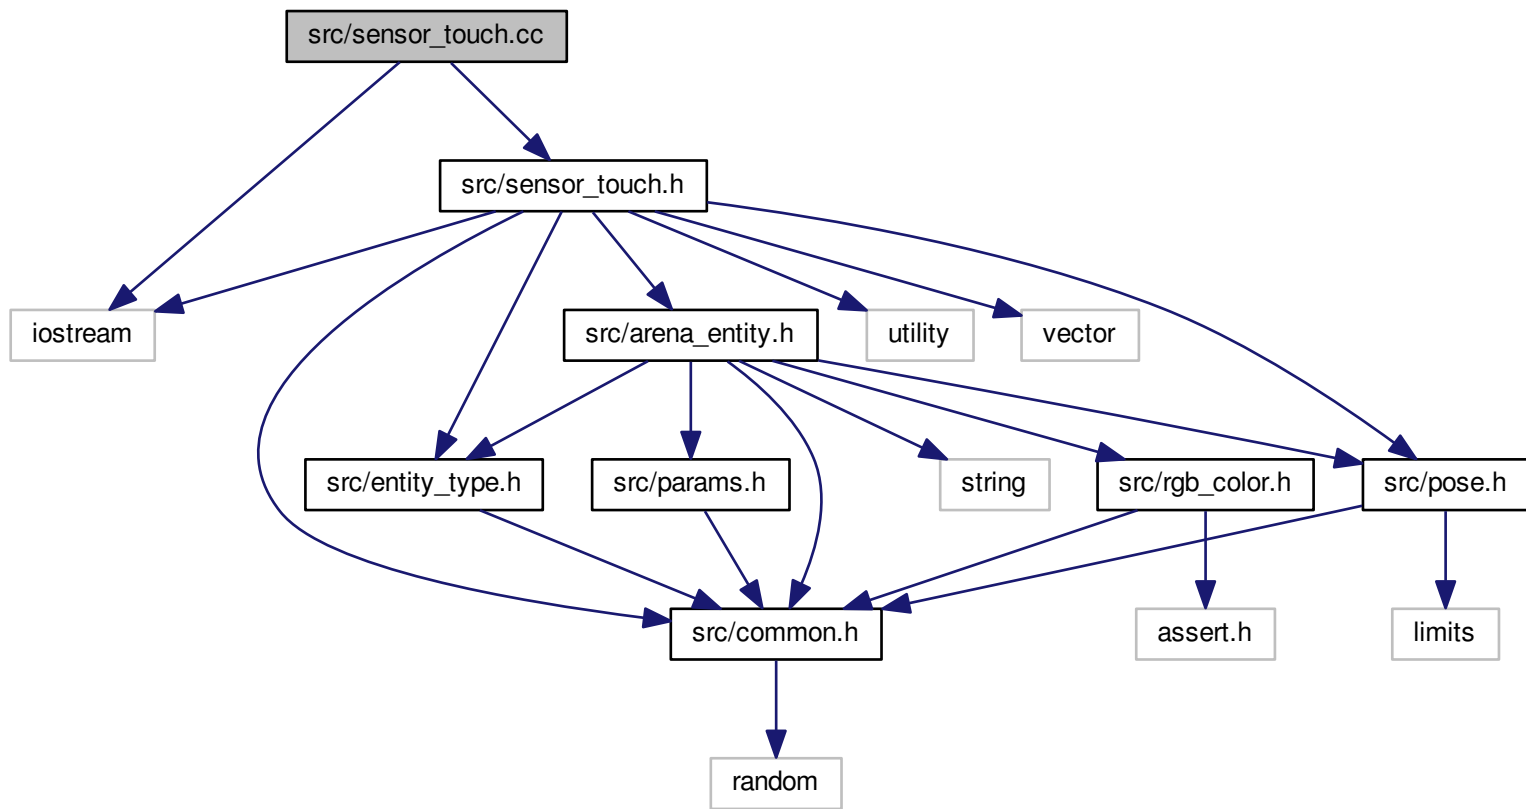 src/sensor_touch.cc
src/sensor_touch.h
iostream
src/arena_entity.h
utility
vector
src/entity_type.h
src/params.h
string
src/rgb_color.h
src/pose.h
src/common.h
assert.h
limits
random